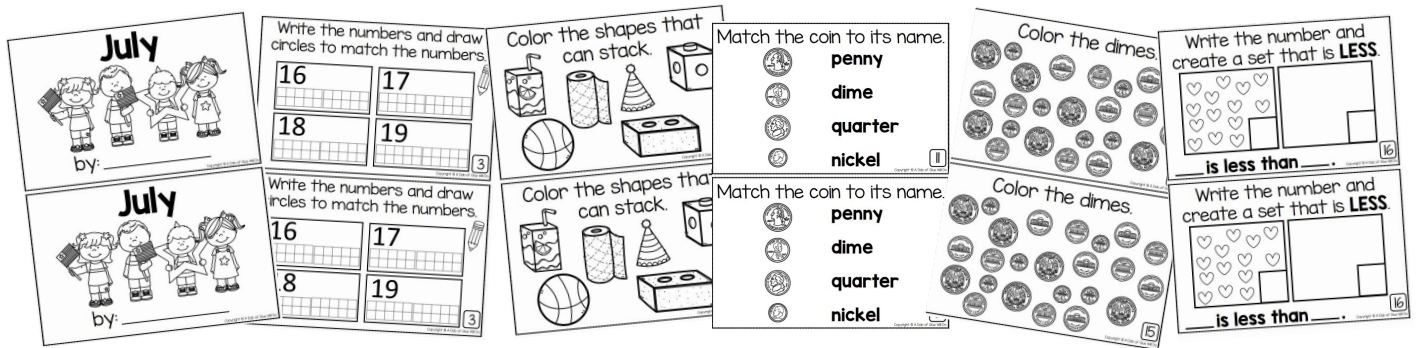 July
by:
Write the numbers and draw
circles to match the numbers.
16 17
18 19
3
Color the shapes that
can stack.
Match the coin to its name.
penny
dime
quarter
nickel
11
Color the dimes.
Write the number and
create a set that is LESS.
is less than .
16
July
by:
Write the numbers and draw
ircles to match the numbers.
16 17
8 19
3
Color the shapes tha
can stack.
Match the coin to its name.
penny
dime
quarter
nickel
Color the dimes.
15
Write the number and
create a set that is LESS.
is less than .
16